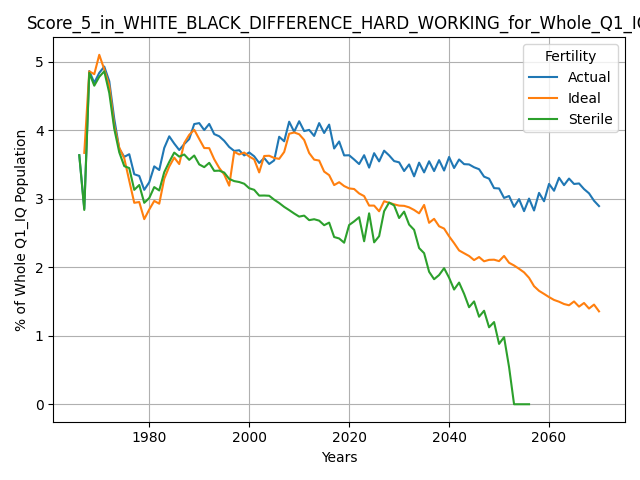 Score_5_in_WHITE_BLACK_DIFFERENCE_HARD_WORKING_for_Whole_Q1_IQ
Fertility
Actual
Ideal
Sterile
% of Whole Q1_IQ Population
5
4
3
2
1
0
1980 2000 2020 2040 2060
Years